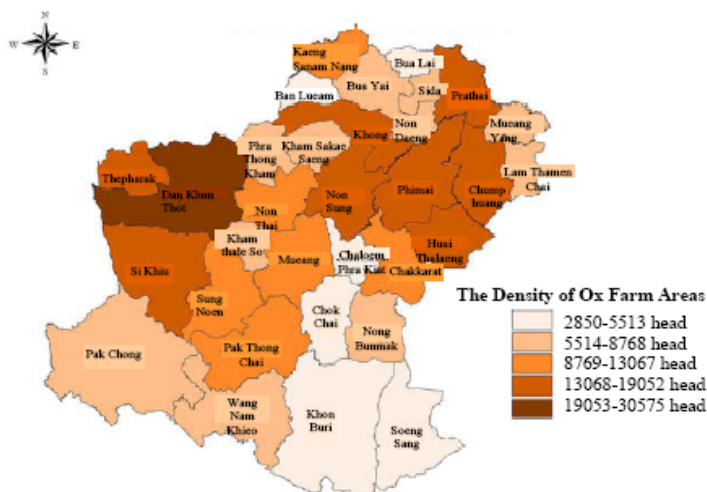 N
W E
S
Kaeng
Sanam Nang
Bua Lai
Bua Yai
Ban Lueam
Sida
Prathai
Non
Daeng
Mueang
Yang
Khong
Phra
Thong
Kham
Kham Sakae
Saeng
Lam Thamen
Chai
Thepharak
Dan Khun
Thot
Non
Sung
Phimai
Chump
huang
Non
Thai
Kham
thale So
Huai
Thalaeng
Si Khiu
Mueang
Chaloem
Phra Kiat
Chakkarat
Sung
Noen
Chok
Chai
Nong
Bunmak
Pak Chong
Pak Thong
Chai
Wang
Nam
Khieo
Khon
Buri
Soeng
Sang
The Density of Ox Farm Areas
2850-5513 head
5514-8768 head
8769-13067 head
13068-19052 head
19053-30575 head